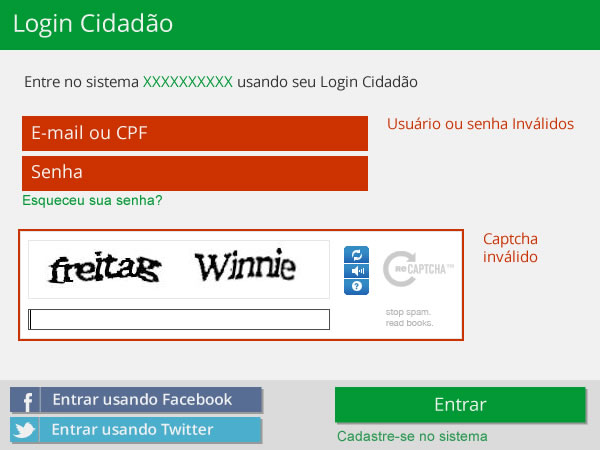 Login Cidadão
Entre no sistema XXXXXXXXXX usando seu Login Cidadão
E-mail ou CPF
Usuário ou senha Inválidos
Senha
Esqueceu sua senha?
Captcha
inválido
freitag Winnie
reCAPTCHA™
stop spam.
read books.
Entrar usando Facebook
Entrar
Entrar usando Twitter
Cadastre-se no sistema